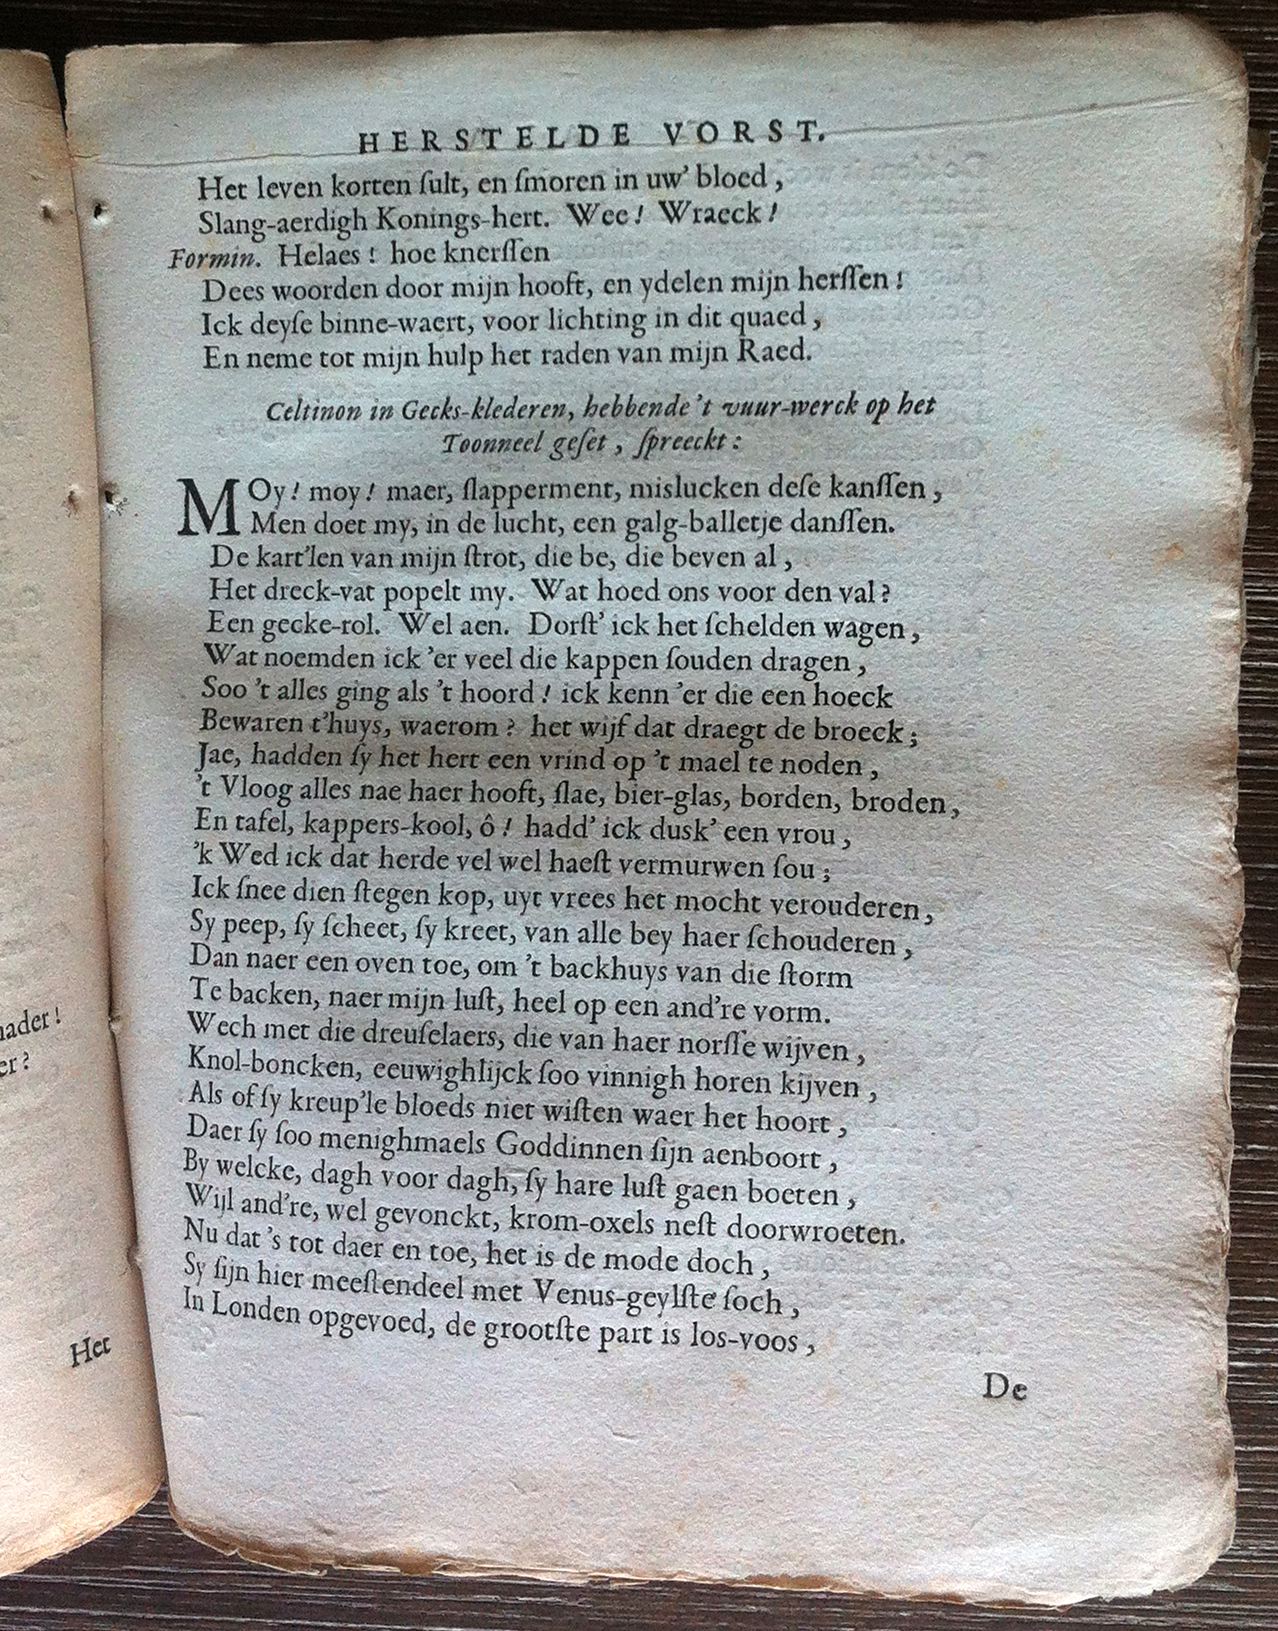 HERSTELDE VORST.
Het leven korten ſult, en ſmoren in uw' bloed,
Slang-aerdigh Konings-hert. Wee! Wraeck!
Formin. Helaes! hoe knerſſen
Dees woorden door mijn hooft, en ydelen mijn herſſen!
Ick deyſe binne-waert, voor lichting in dit quaed,
En neme tot mijn hulp het raden van mijn Raed.
Celtinon in Gecks-klederen, hebbende 't vuur-werck op het
Toonneel geſet, ſpreeckt:
MOy! moy! maer, ſlapperment, mislucken deſe kanſſen,
Men doet my, in de lucht, een galg-balletje danſſen.
De kart'len van mijn ſtrot, die be, die beven al,
Het dreck-vat popelt my. Wat hoed ons voor den val?
Een gecke-rol. Wel aen. Dorſt' ick het ſchelden wagen,
Wat noemden ick 'er veel die kappen ſouden dragen,
Soo 't alles ging als 't hoord! ick kenn 'er die een hoeck
Bewaren t'huys, waerom? het wijf dat draegt de broeck;
Jae, hadden ſy het hert een vrind op 't mael te noden,
't Vloog alles nae haer hooft, ſlae, bier-glas, borden, broden,
En tafel, kappers-kool, ô! hadd' ick dusk' een vrou,
'k Wed ick dat herde vel wel haeſt vermurwen ſou;
Ick ſnee dien ſtegen kop, uyt vrees het mocht verouderen,
Sy peep, ſy ſcheet, ſy kreet, van alle bey haer ſchouderen,
Dan naer een oven toe, om 't backhuys van die ſtorm
Te backen, naer mijn luſt, heel op een and're vorm.
Wech met die dreuſelaers, die van haer norſſe wijven,
Knol-boncken, eeuwighlijck ſoo vinnigh horen kijven,
Als of ſy kreup'le bloeds niet wiſten waer het hoort,
Daer ſy ſoo menighmaels Goddinnen ſijn aenboort,
By welcke, dagh voor dagh, ſy hare luſt gaen boeten,
Wijl and're, wel gevonckt, krom-oxels neſt doorwroeten.
Nu dat 's tot daer en toe, het is de mode doch,
Sy ſijn hier meeſtendeel met Venus-geylſte ſoch,
In Londen opgevoed, de grootſte part is los-voos,
De
nader!
er?
Het